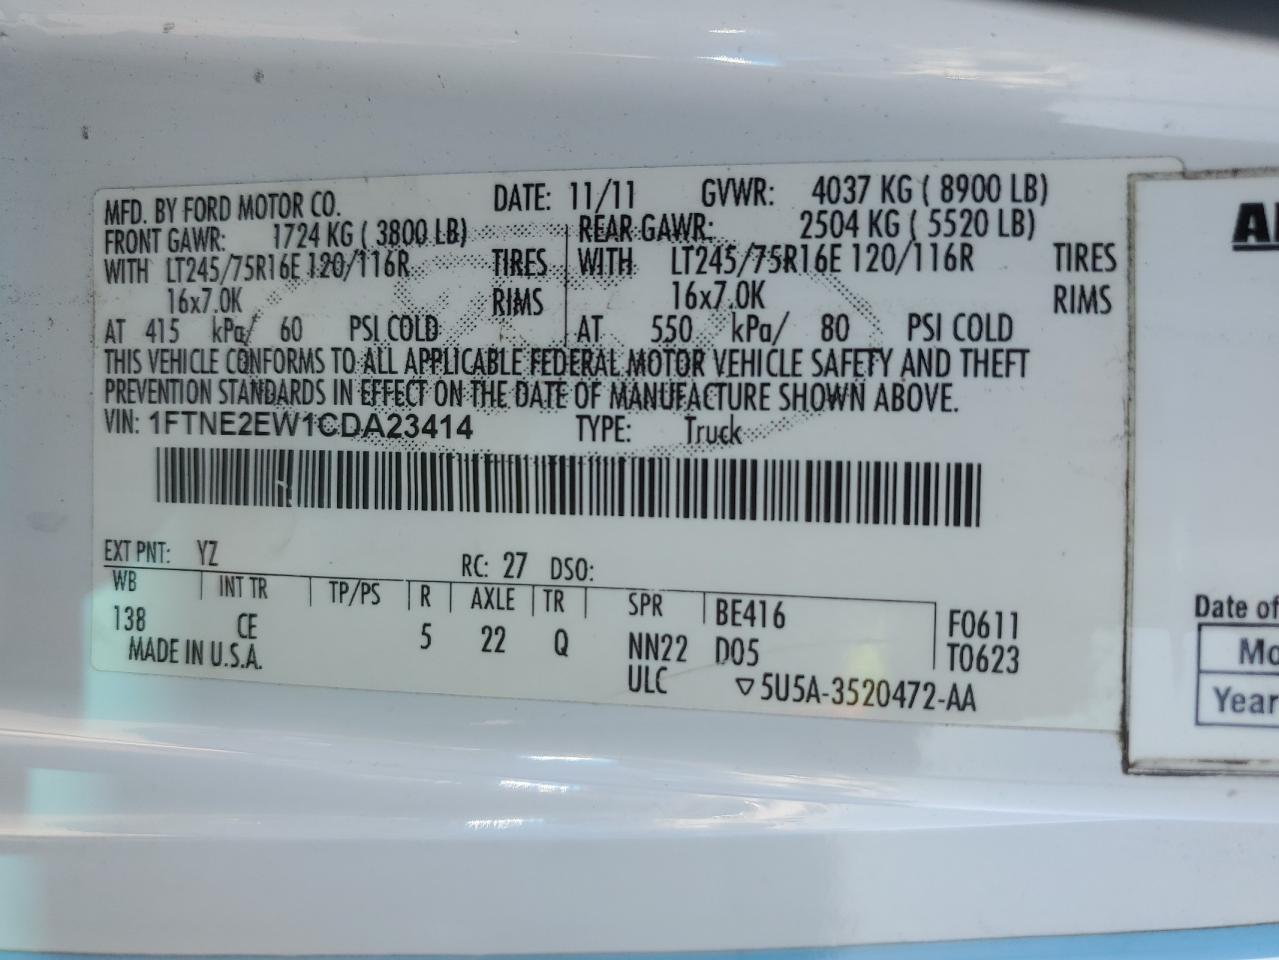 MFD. BY FORD MOTOR CO. DATE: 11/11 GVWR: 4037 KG ( 8900 LB)
FRONT GAWR: 1724 KG ( 3800 LB) REAR GAWR: 2504 KG ( 5520 LB)
WITH LT245/75R16E 120/116R TIRES WITH LT245/75R16E 120/116R TIRES
16x7.0K RIMS 16x7.0K RIMS
AT 415 kPa/ 60 PSI COLD AT 550 kPa/ 80 PSI COLD
THIS VEHICLE CONFORMS TO ALL APPLICABLE FEDERAL MOTOR VEHICLE SAFETY AND THEFT
PREVENTION STANDARDS IN EFFECT ON THE DATE OF MANUFACTURE SHOWN ABOVE.
VIN: 1FTNE2EW1CDA23414 TYPE: Truck
EXT PNT: YZ RC: 27 DSO:
WB INT TR TP/PS R AXLE TR SPR BE416 F0611
138 CE 5 22 Q NN22 D05 T0623
MADE IN U.S.A. ULC ▽5U5A-3520472-AA
Date of
Year